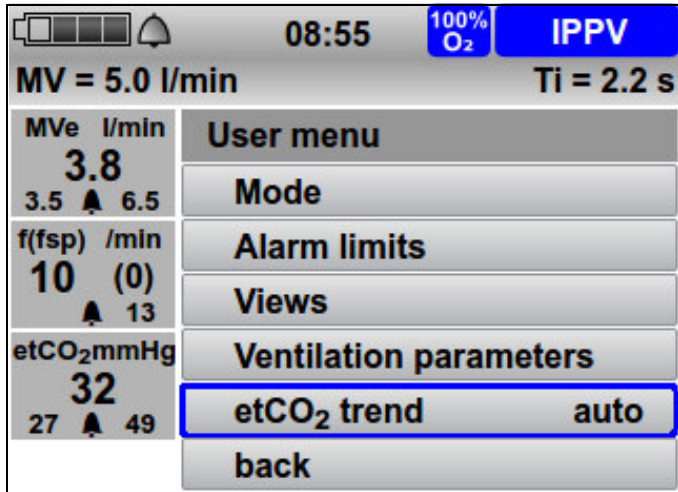 08:55
100%
O₂
IPPV
MV = 5.0 l/min
Ti = 2.2 s
MVe l/min
3.8
3.5 6.5
f(fsp) /min
10 (0)
13
etCO₂mmHg
32
27 49
User menu
Mode
Alarm limits
Views
Ventilation parameters
etCO₂ trend auto
back